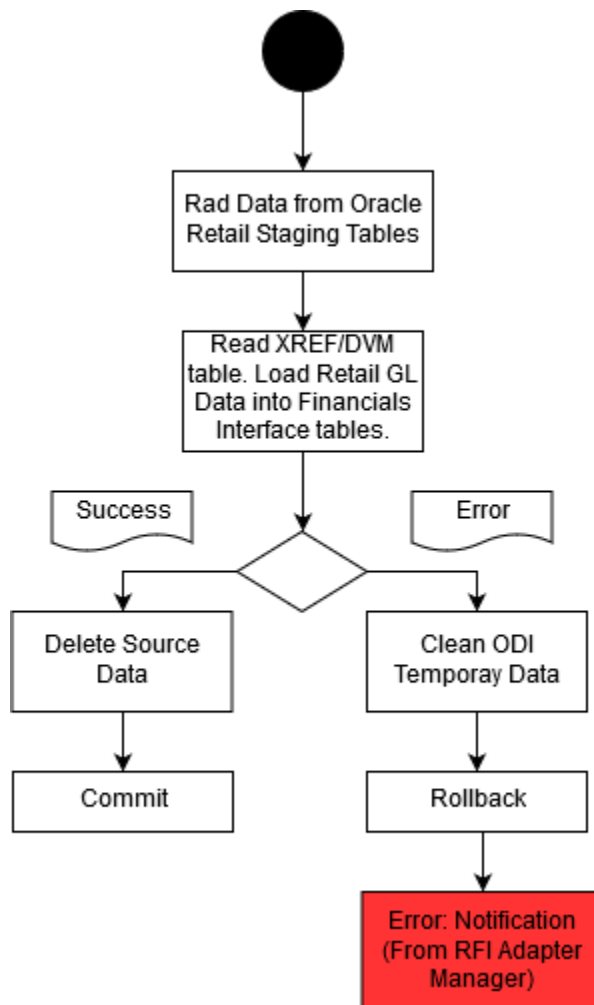 Rad Data from Oracle
Retail Staging Tables
Read XREF/DVM
table. Load Retail GL
Data into Financials
Interface tables.
Success
Error
Delete Source
Data
Clean ODI
Temporay Data
Commit
Rollback
Error: Notification
(From RFI Adapter
Manager)